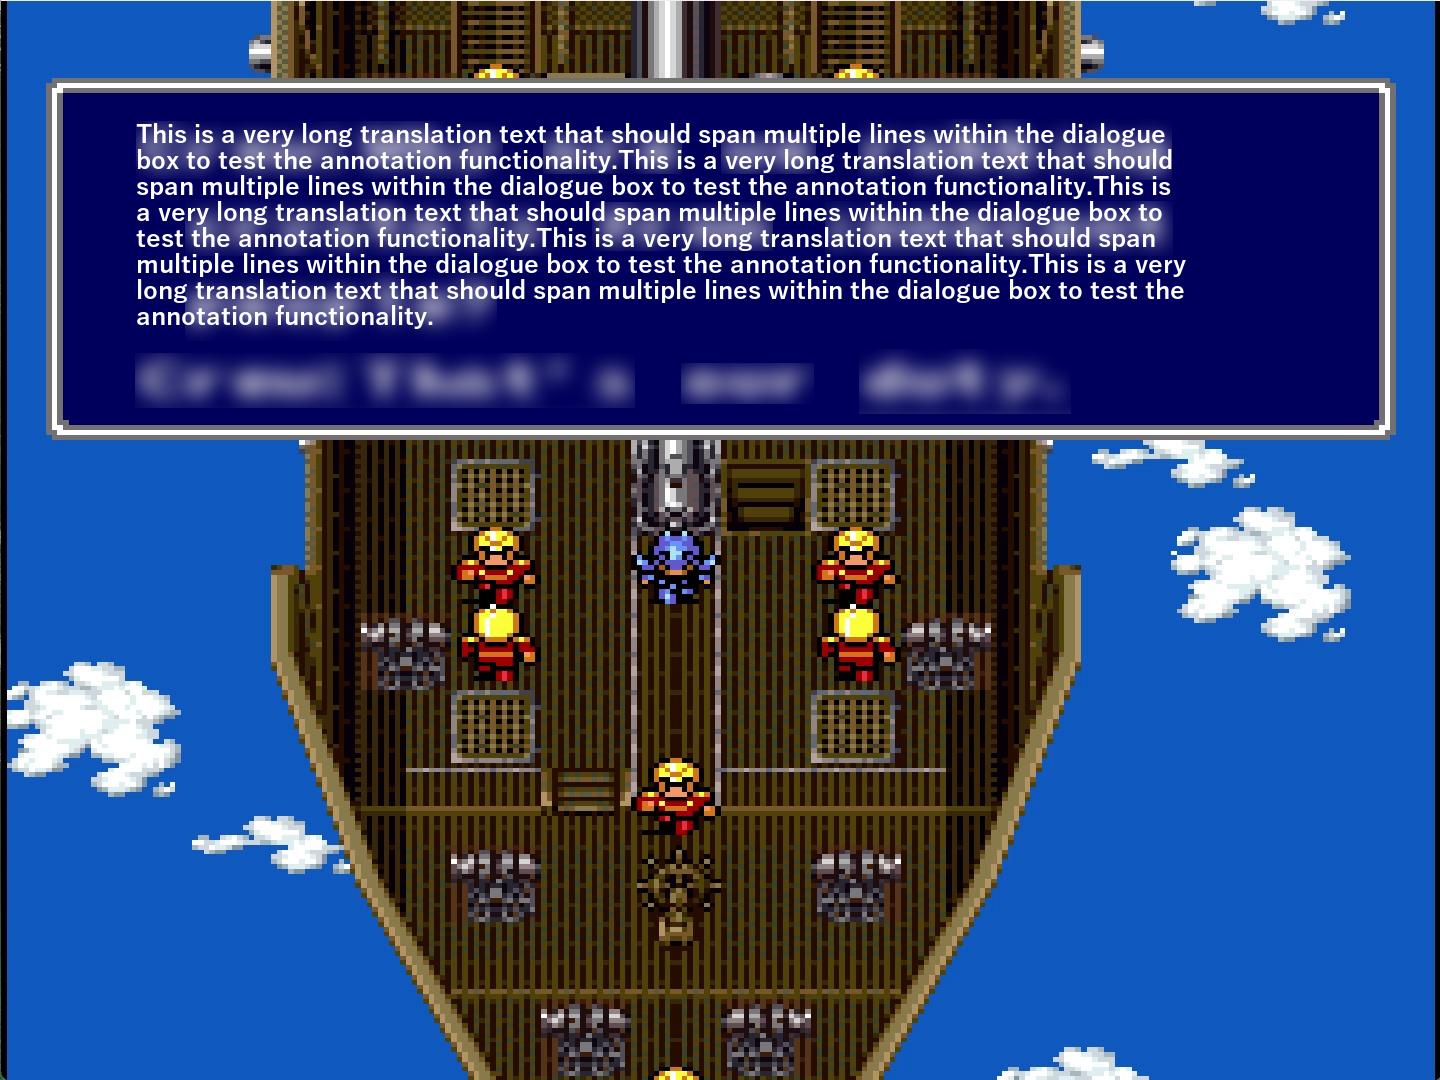 This is a very long translation text that should span multiple lines within the dialogue
box to test the annotation functionality.This is a very long translation text that should
span multiple lines within the dialogue box to test the annotation functionality.This is
a very long translation text that should span multiple lines within the dialogue box to
test the annotation functionality.This is a very long translation text that should span
multiple lines within the dialogue box to test the annotation functionality.This is a very
long translation text that should span multiple lines within the dialogue box to test the
annotation functionality.
Crew: That's our duty.